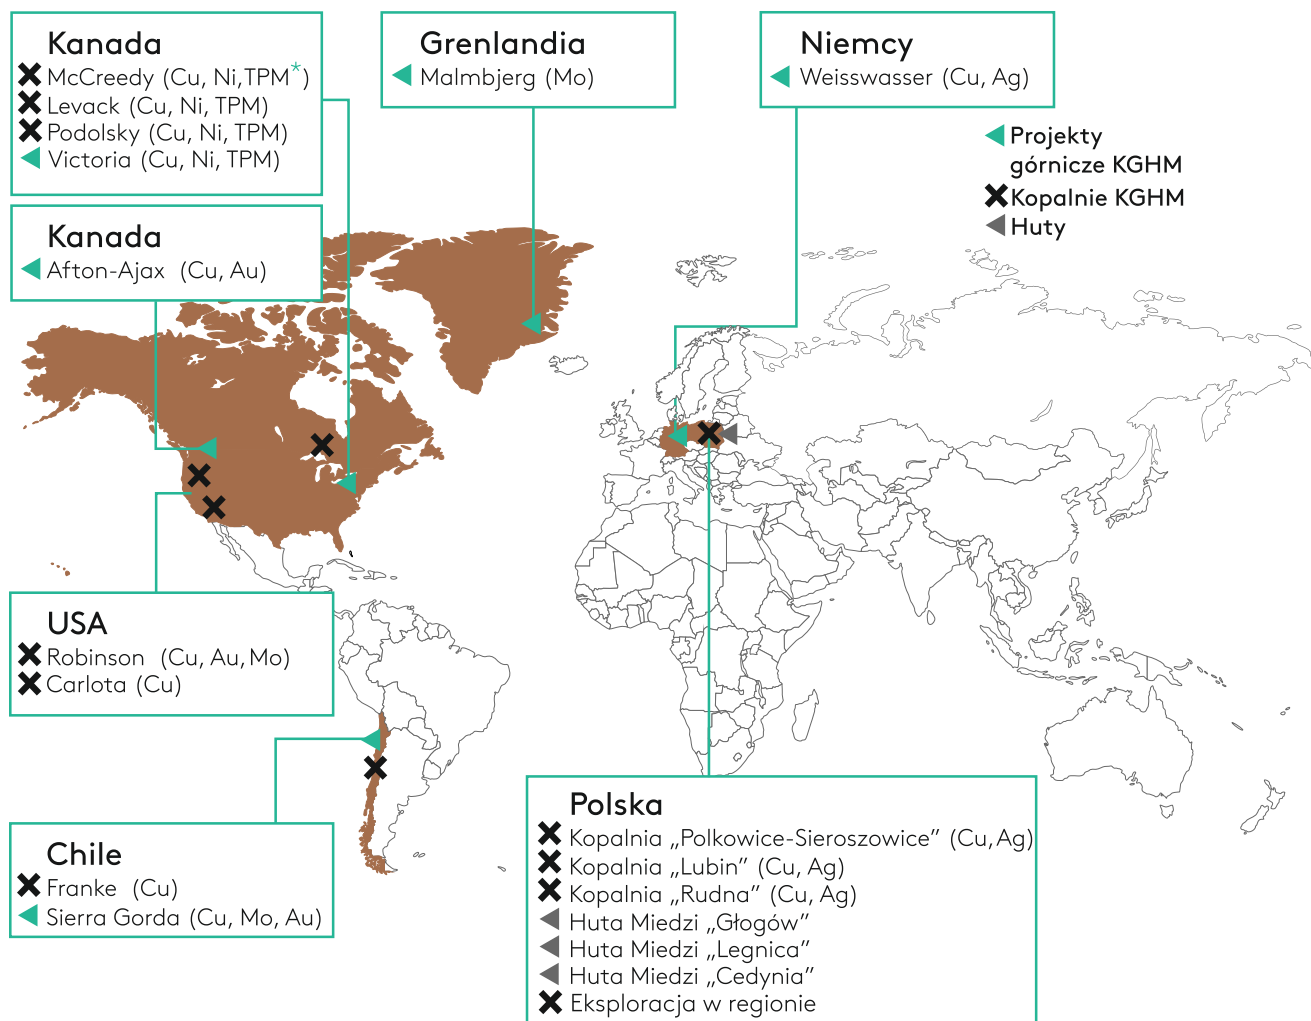 Kanada
McCreedy (Cu, Ni,TPM*)
Levack (Cu, Ni, TPM)
Podolsky (Cu, Ni, TPM)
Victoria (Cu, Ni, TPM)
Grenlandia
Malmbjerg (Mo)
Niemcy
Weisswasser (Cu, Ag)
Projekty
górnicze KGHM
Kopalnie KGHM
Huty
Kanada
Afton-Ajax (Cu, Au)
USA
Robinson (Cu, Au, Mo)
Carlota (Cu)
Chile
Franke (Cu)
Sierra Gorda (Cu, Mo, Au)
Polska
Kopalnia „Polkowice-Sieroszowice” (Cu, Ag)
Kopalnia „Lubin” (Cu, Ag)
Kopalnia „Rudna” (Cu, Ag)
Huta Miedzi „Głogów”
Huta Miedzi „Legnica”
Huta Miedzi „Cedynia”
Eksploracja w regionie